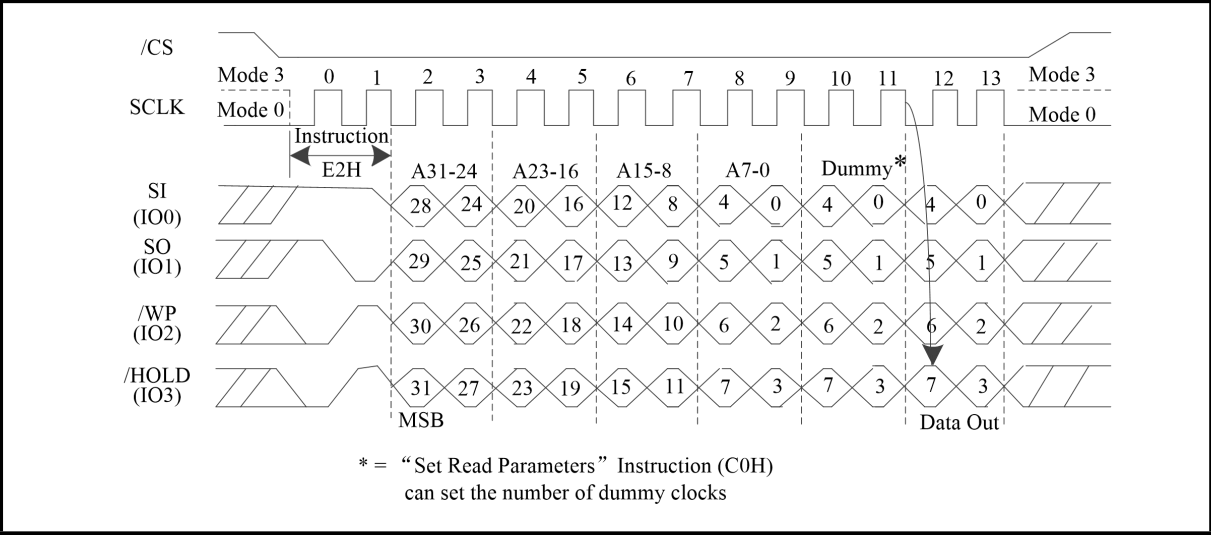 /CS
Mode 3 0 1 2 3 4 5 6 7 8 9 10 11 12 13 Mode 3
SCLK
Mode 0 Mode 0
Instruction
E2H
A31-24 A23-16 A15-8 A7-0 Dummy*
SI
(IO0)
28 24 20 16 12 8 4 0 4 0 4 0
SO
(IO1)
29 25 21 17 13 9 5 1 5 1 5 1
/WP
(IO2)
30 26 22 18 14 10 6 2 6 2 6 2
/HOLD
(IO3)
31 27 23 19 15 11 7 3 7 3 7 3
MSB Data Out
* = “Set Read Parameters” Instruction (C0H)
can set the number of dummy clocks